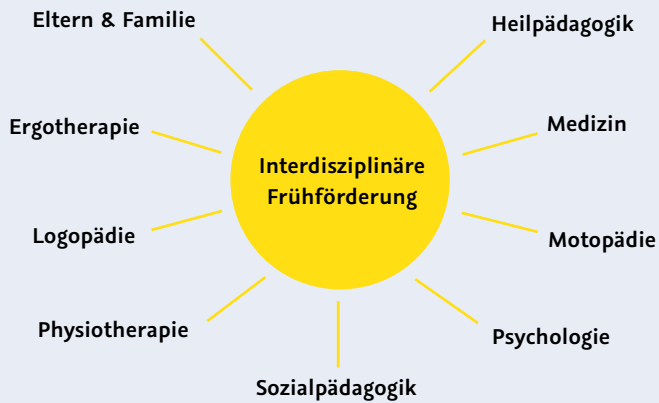 Eltern & Familie
Heilpädagogik
Ergotherapie
Medizin
Interdisziplinäre
Frühförderung
Logopädie
Motopädie
Physiotherapie
Psychologie
Sozialpädagogik